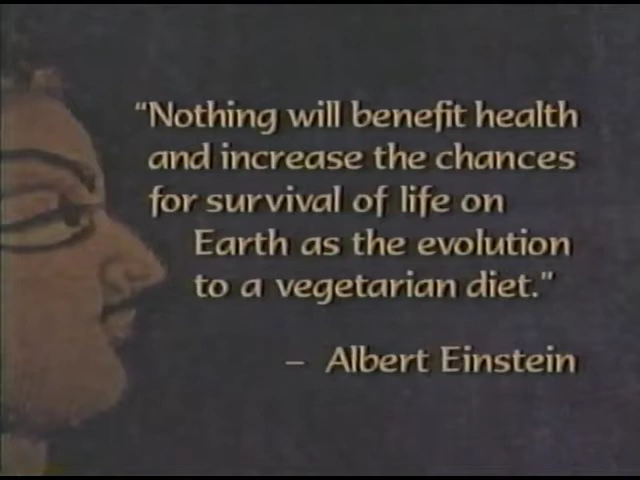 “Nothing will benefit health
and increase the chances
for survival of life on
Earth as the evolution
to a vegetarian diet.”
– Albert Einstein